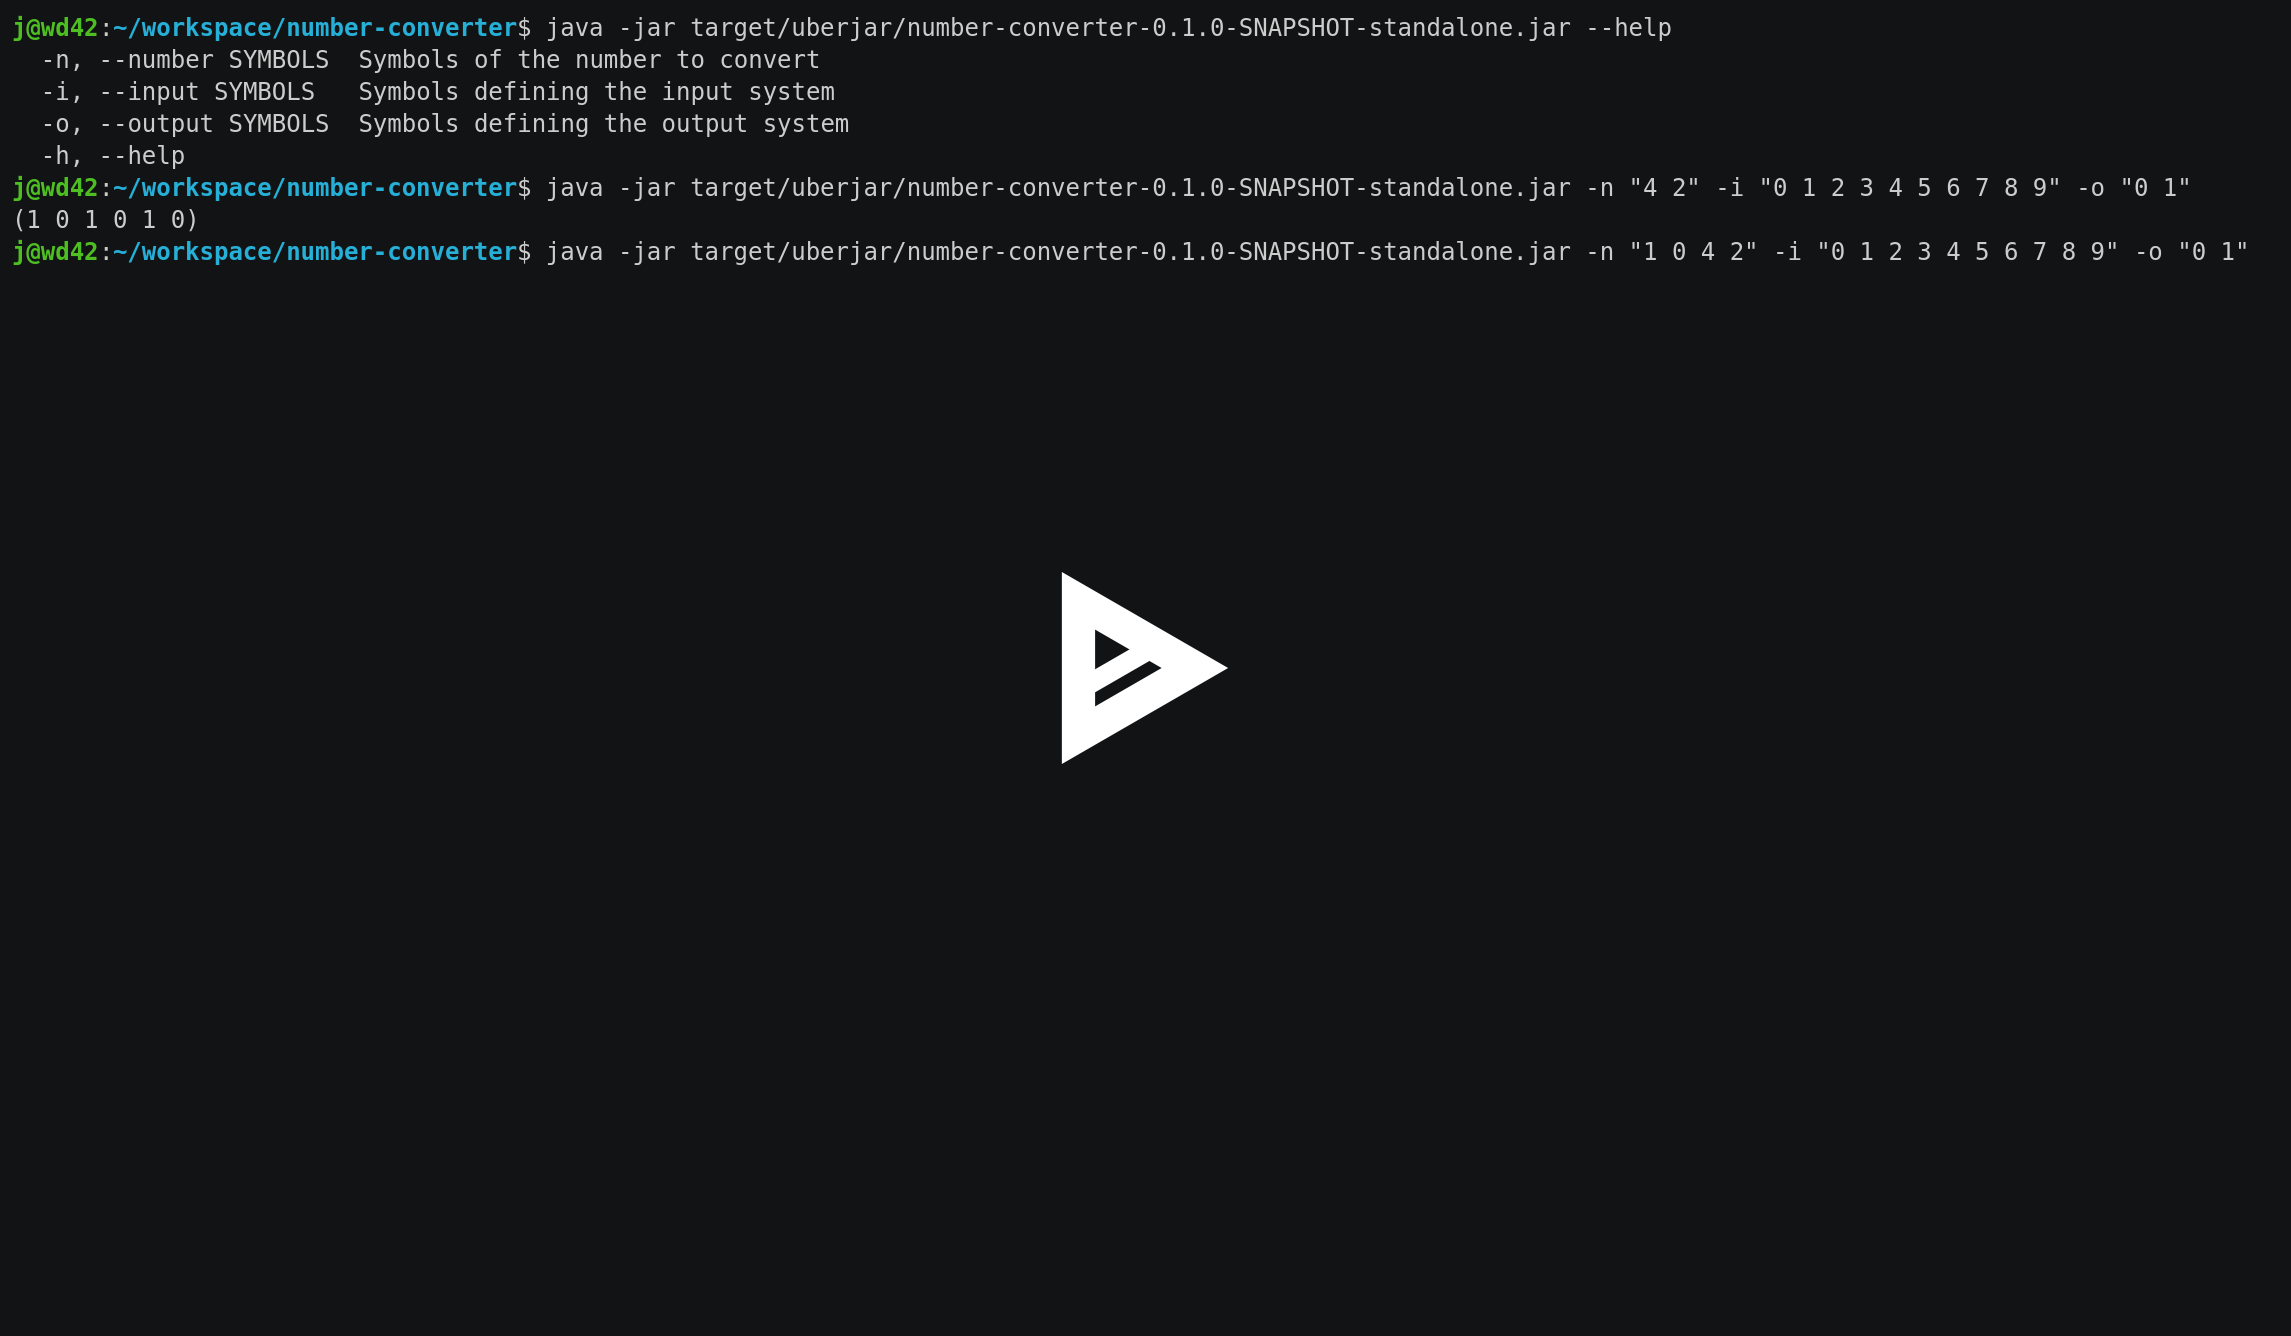 j@wd42:~/workspace/number-converter$ java -jar target/uberjar/number-converter-0.1.0-SNAPSHOT-standalone.jar --help
  -n, --number SYMBOLS  Symbols of the number to convert
  -i, --input SYMBOLS   Symbols defining the input system
  -o, --output SYMBOLS  Symbols defining the output system
  -h, --help
j@wd42:~/workspace/number-converter$ java -jar target/uberjar/number-converter-0.1.0-SNAPSHOT-standalone.jar -n "4 2" -i "0 1 2 3 4 5 6 7 8 9" -o "0 1"
(1 0 1 0 1 0)
j@wd42:~/workspace/number-converter$ java -jar target/uberjar/number-converter-0.1.0-SNAPSHOT-standalone.jar -n "1 0 4 2" -i "0 1 2 3 4 5 6 7 8 9" -o "0 1"